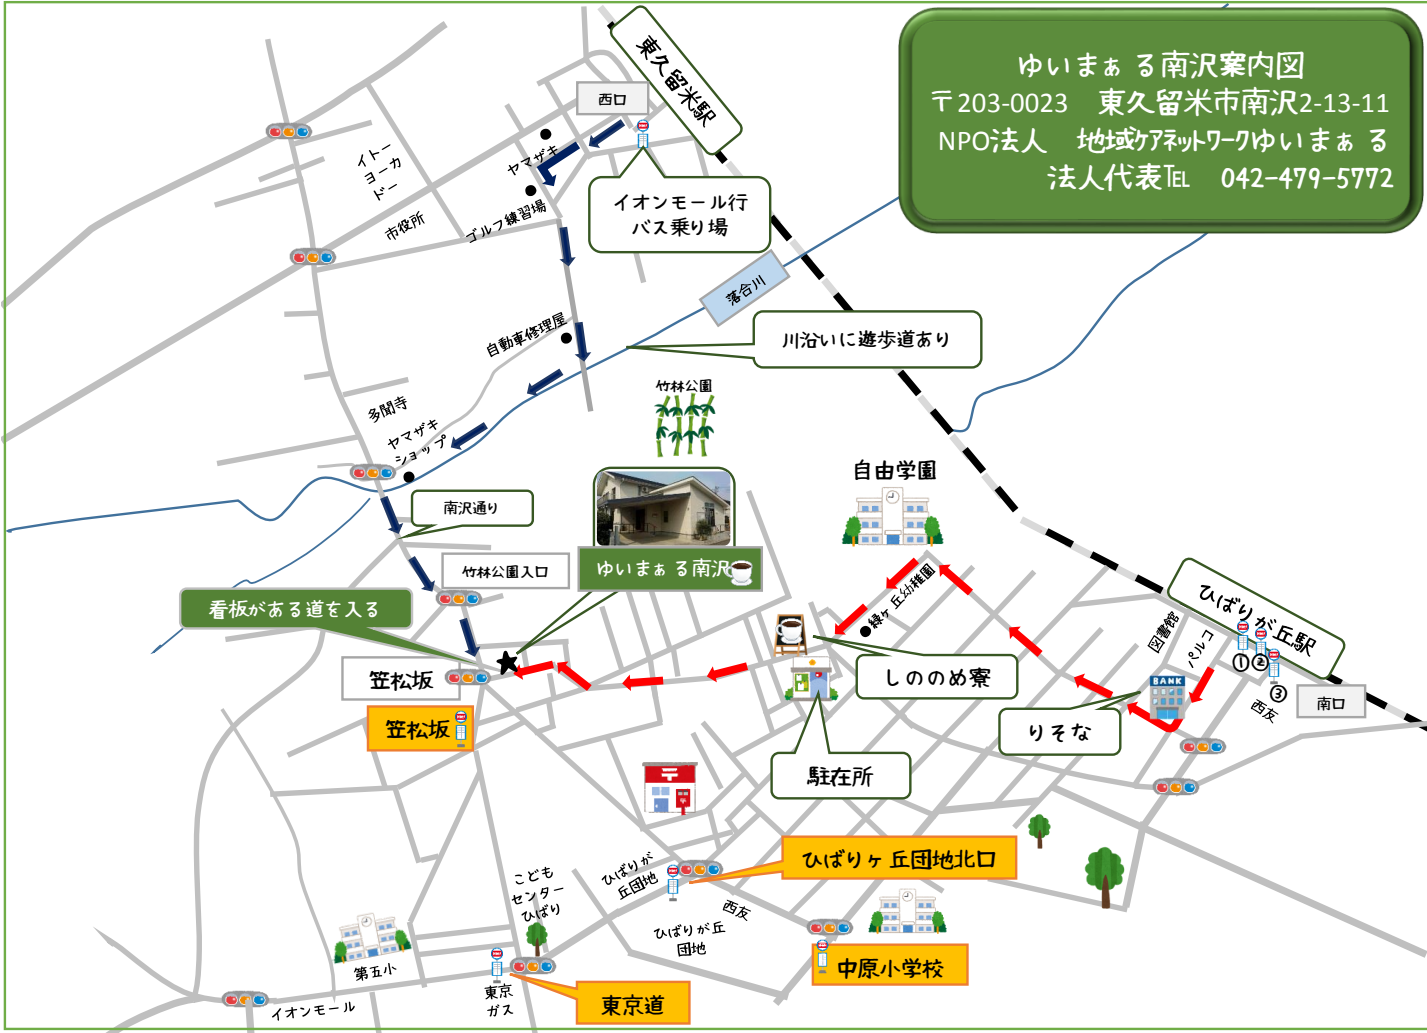 ゆいまぁる南沢案内図
〒203-0023 東久留米市南沢2-13-11
NPO法人 地域ケアネットワークゆいまぁる
法人代表℡ 042-479-5772
東久留米駅
西口
ヤマザキ
イオンモール行
バス乗り場
イトー
ヨーカ
ドー
市役所
ゴルフ練習場
落合川
川沿いに遊歩道あり
自動車修理屋
竹林公園
多聞寺
ヤマザキ
ショップ
南沢通り
自由学園
竹林公園入口
ゆいまぁる南沢
看板がある道を入る
緑ヶ丘幼稚園
ひばりが丘駅
図書館
パルコ
①
②
③
西友
南口
BANK
しののめ寮
りそな
笠松坂
笠松坂
駐在所
〒
ひばりヶ丘団地北口
こども
センター
ひばり
ひばりが
丘団地
西友
ひばりが丘
団地
中原小学校
第五小
東京
ガス
東京道
イオンモール